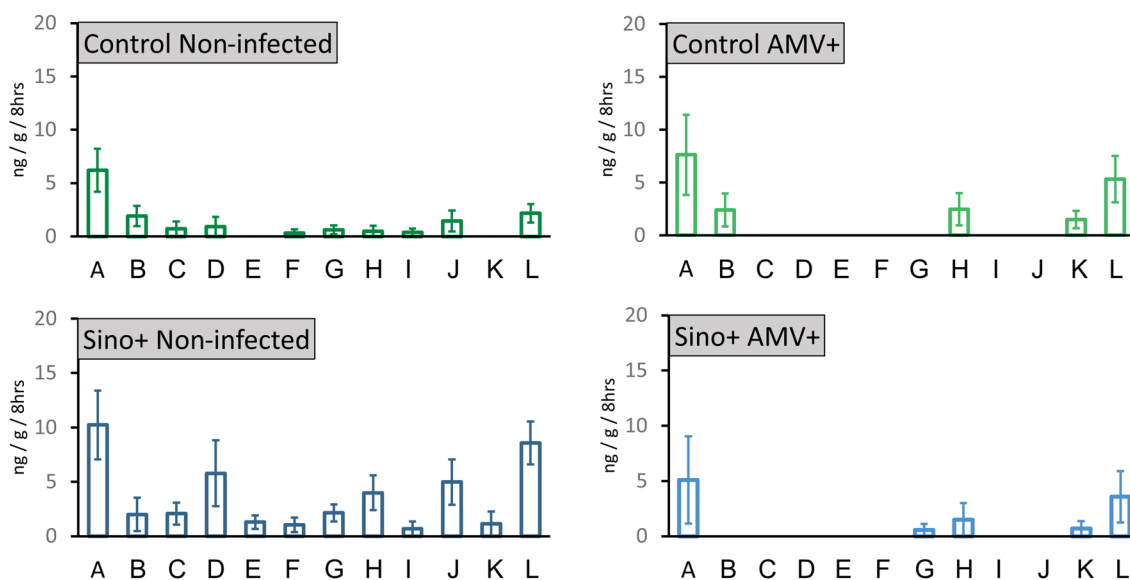 Control Non-infected
ng / g / 8hrs
20
15
10
5
0
A B C D E F G H I J K L
Control AMV+
ng / g / 8hrs
20
15
10
5
0
A B C D E F G H I J K L
Sino+ Non-infected
ng / g / 8hrs
20
15
10
5
0
A B C D E F G H I J K L
Sino+ AMV+
ng / g / 8hrs
20
15
10
5
0
A B C D E F G H I J K L